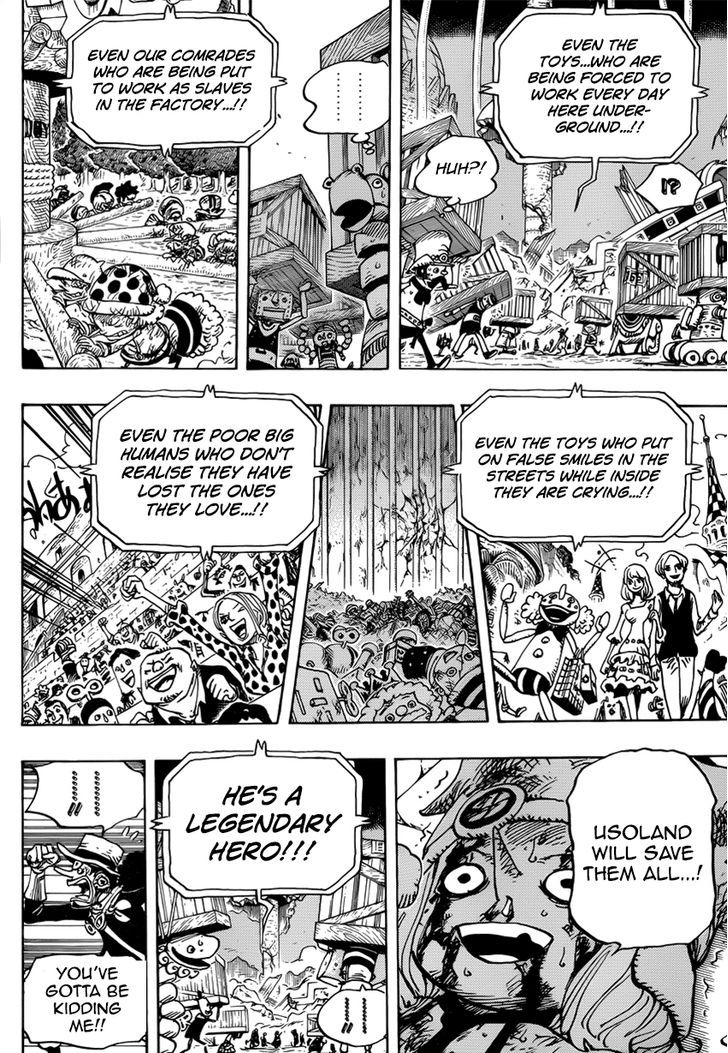 EVEN THE
TOYS...WHO ARE
BEING FORCED TO
WORK EVERY DAY
HERE UNDER-
GROUND...!!
!?
HUH?!
EVEN OUR COMRADES
WHO ARE BEING PUT
TO WORK AS SLAVES
IN THE FACTORY...!!
EVEN THE TOYS WHO PUT
ON FALSE SMILES IN THE
STREETS WHILE INSIDE
THEY ARE CRYING...!!
EVEN THE POOR BIG
HUMANS WHO DON'T
REALISE THEY HAVE
LOST THE ONES
THEY LOVE...!!
USOLAND
WILL SAVE
THEM ALL...!
HE'S A
LEGENDARY
HERO!!!
YOU'VE
GOTTA BE
KIDDING
ME!!